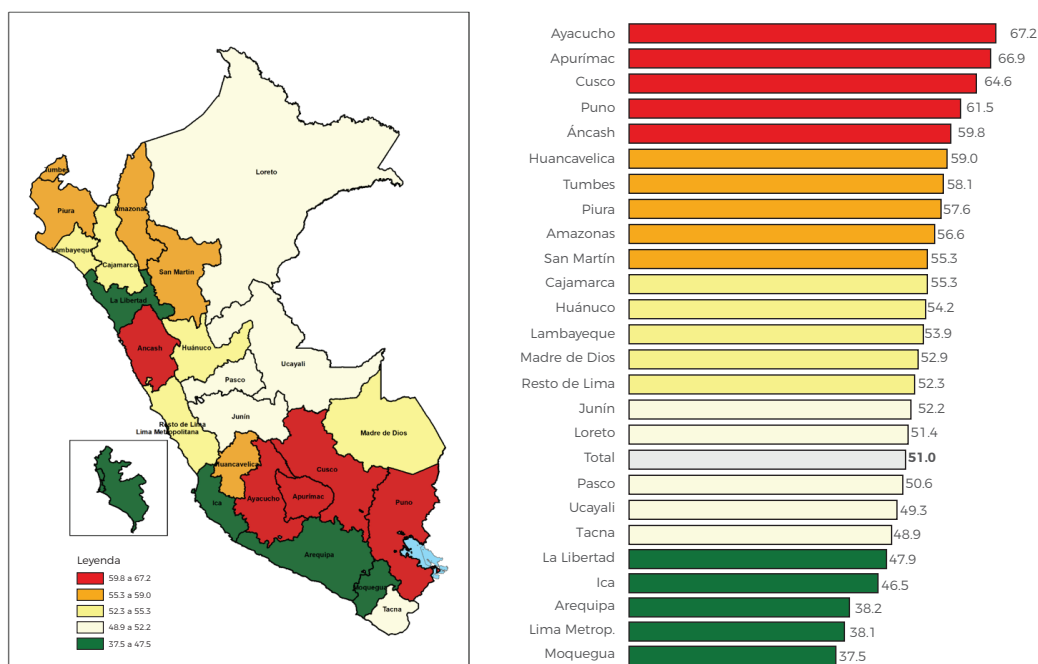 Loreto
Tumbes
Piura
Amazonas
Lambayeque
Cajamarca
San Martín
La Libertad
Ancash
Huánuco
Ucayali
Pasco
Junín
Resto de Lima
Lima Metropolitana
Madre de Dios
Huancavelica
Cusco
Ica
Ayacucho
Apurímac
Puno
Arequipa
Moquegua
Tacna
Leyenda
59.8 a 67.2
55.3 a 59.0
52.3 a 55.3
48.9 a 52.2
37.5 a 47.5
Ayacucho 67.2
Apurímac 66.9
Cusco 64.6
Puno 61.5
Áncash 59.8
Huancavelica 59.0
Tumbes 58.1
Piura 57.6
Amazonas 56.6
San Martín 55.3
Cajamarca 55.3
Huánuco 54.2
Lambayeque 53.9
Madre de Dios 52.9
Resto de Lima 52.3
Junín 52.2
Loreto 51.4
Total 51.0
Pasco 50.6
Ucayali 49.3
Tacna 48.9
La Libertad 47.9
Ica 46.5
Arequipa 38.2
Lima Metrop. 38.1
Moquegua 37.5